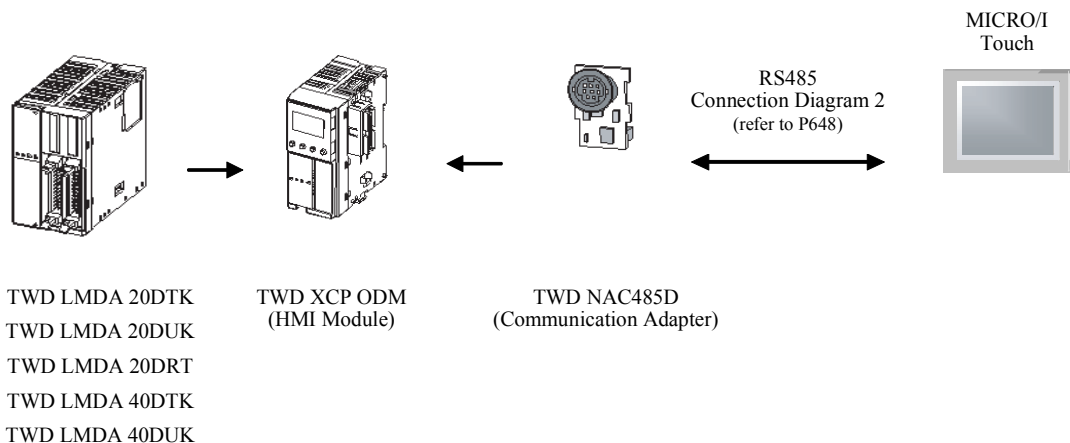 MICRO/I
Touch
RS485
Connection Diagram 2
(refer to P648)
TWD LMDA 20DTK
TWD LMDA 20DUK
TWD LMDA 20DRT
TWD LMDA 40DTK
TWD LMDA 40DUK
TWD XCP ODM
(HMI Module)
TWD NAC485D
(Communication Adapter)